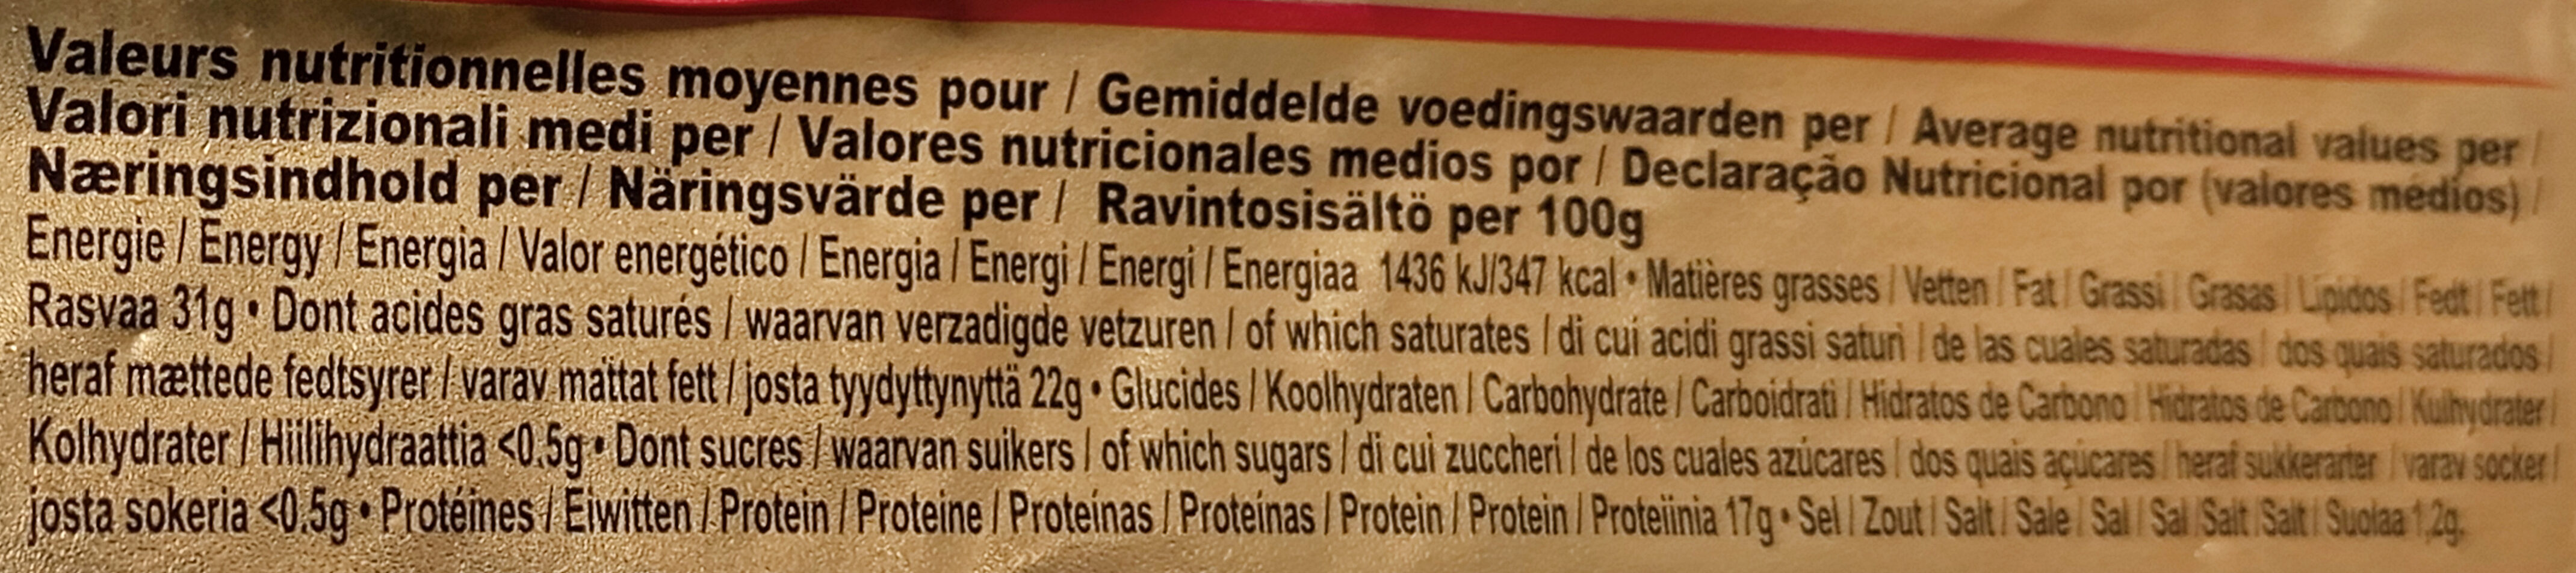 Valeurs nutritionnelles moyennes pour / Gemiddelde voedingswaarden per / Average nutritional values per /
Valori nutrizionali medi per / Valores nutricionales medios por / Declaração Nutricional por (valores medios) /
Næringsindhold per / Näringsvärde per / Ravintosisältö per 100g
Energie / Energy / Energia / Valor energético / Energia / Energi / Energi / Energiaa 1436 kJ/347 kcal • Matières grasses / Vetten / Fat / Grassi / Grasas / Lípidos / Fedt / Fett /
Rasvaa 31g • Dont acides gras saturés / waarvan verzadigde vetzuren / of which saturates / di cui acidi grassi saturi / de las cuales saturadas / dos quais saturados /
heraf mættede fedtsyrer / varav mättat fett / josta tyydyttynyttä 22g • Glucides / Koolhydraten / Carbohydrate / Carboidrati / Hidratos de Carbono / Hidratos de Carbono / Kulhydrater /
Kolhydrater / Hiilihydraattia <0.5g • Dont sucres / waarvan suikers / of which sugars / di cui zuccheri / de los cuales azúcares / dos quais açúcares / heraf sukkerarter / varav socker /
josta sokeria <0.5g • Protéines / Eiwitten / Protein / Proteine / Proteínas / Proteínas / Protein / Protein / Proteiinia 17g • Sel / Zout / Salt / Sale / Sal / Sal Salt Salt / Suolaa 1,2g.